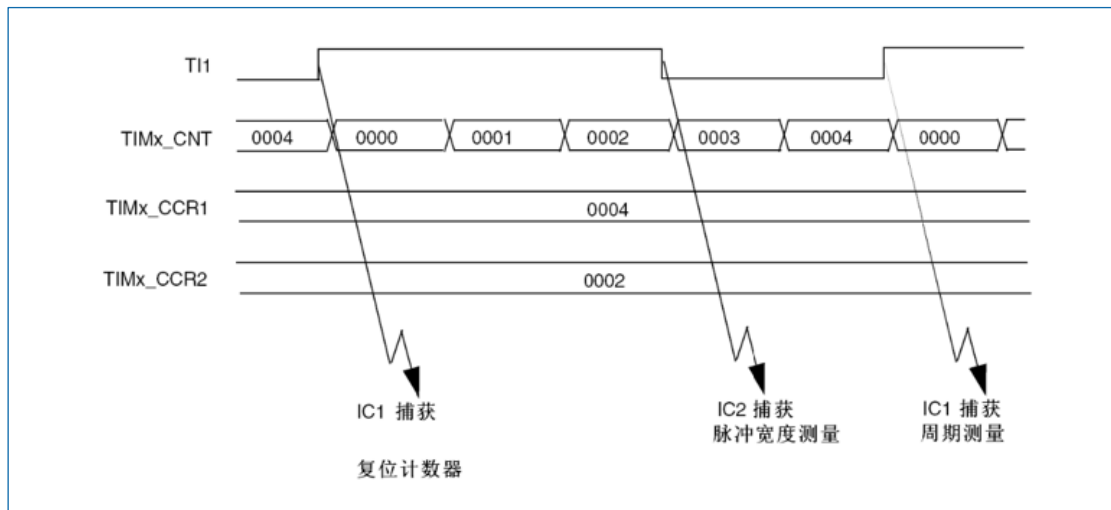 TI1
TIMx_CNT 0004 0000 0001 0002 0003 0004 0000
TIMx_CCR1 0004
TIMx_CCR2 0002
IC1 捕获
复位计数器
IC2 捕获
脉冲宽度测量
IC1 捕获
周期测量